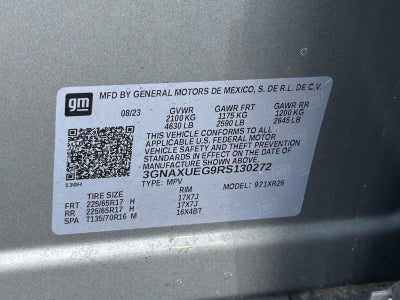 gm
MFD BY GENERAL MOTORS DE MEXICO, S. DE R.L. DE C.V.
08/23 GVWR GAWR FRT GAWR RR
2100 KG 1175 KG 1200 KG
4630 LB 2590 LB 2645 LB
THIS VEHICLE CONFORMS TO ALL APPLICABLE
U.S. FEDERAL MOTOR VEHICLE SAFETY, BUMPER, AND
THEFT PREVENTION STANDARDS IN EFFECT ON THE DATE OF
MANUFACTURE SHOWN ABOVE.
3GNAXUEG9RS130272
TYPE: MPV MODEL: 921XR26
TIRE SIZE RIM
FRT 225/65R17 H 17X7J
RR 225/65R17 H 17X7J
SPA T135/70R16 M 16X4BT